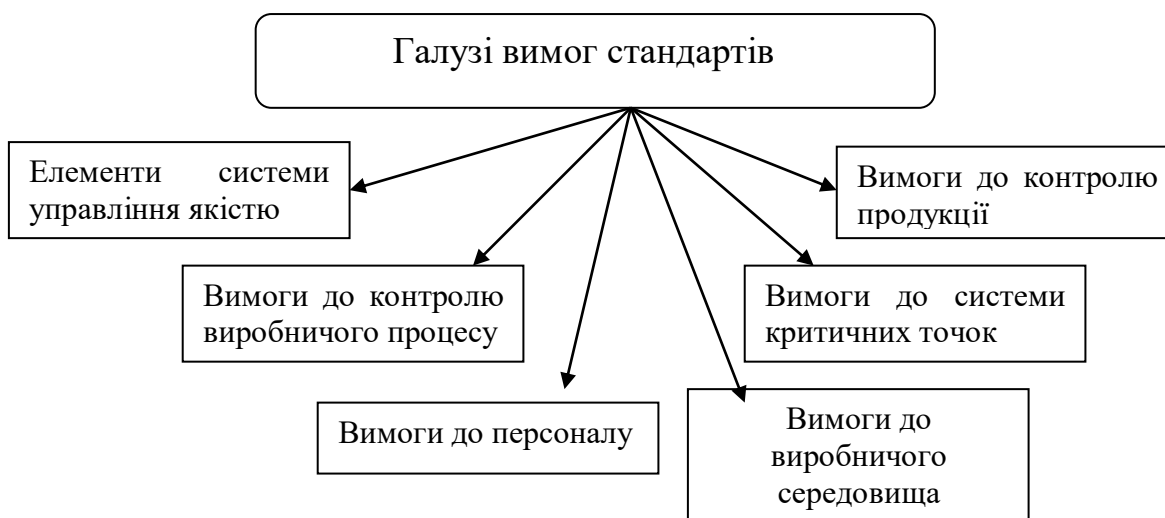 Галузі вимог стандартів
Елементи системи
управління якістю
Вимоги до контролю
продукції
Вимоги до контролю
виробничого процесу
Вимоги до системи
критичних точок
Вимоги до персоналу
Вимоги до
виробничого
середовища